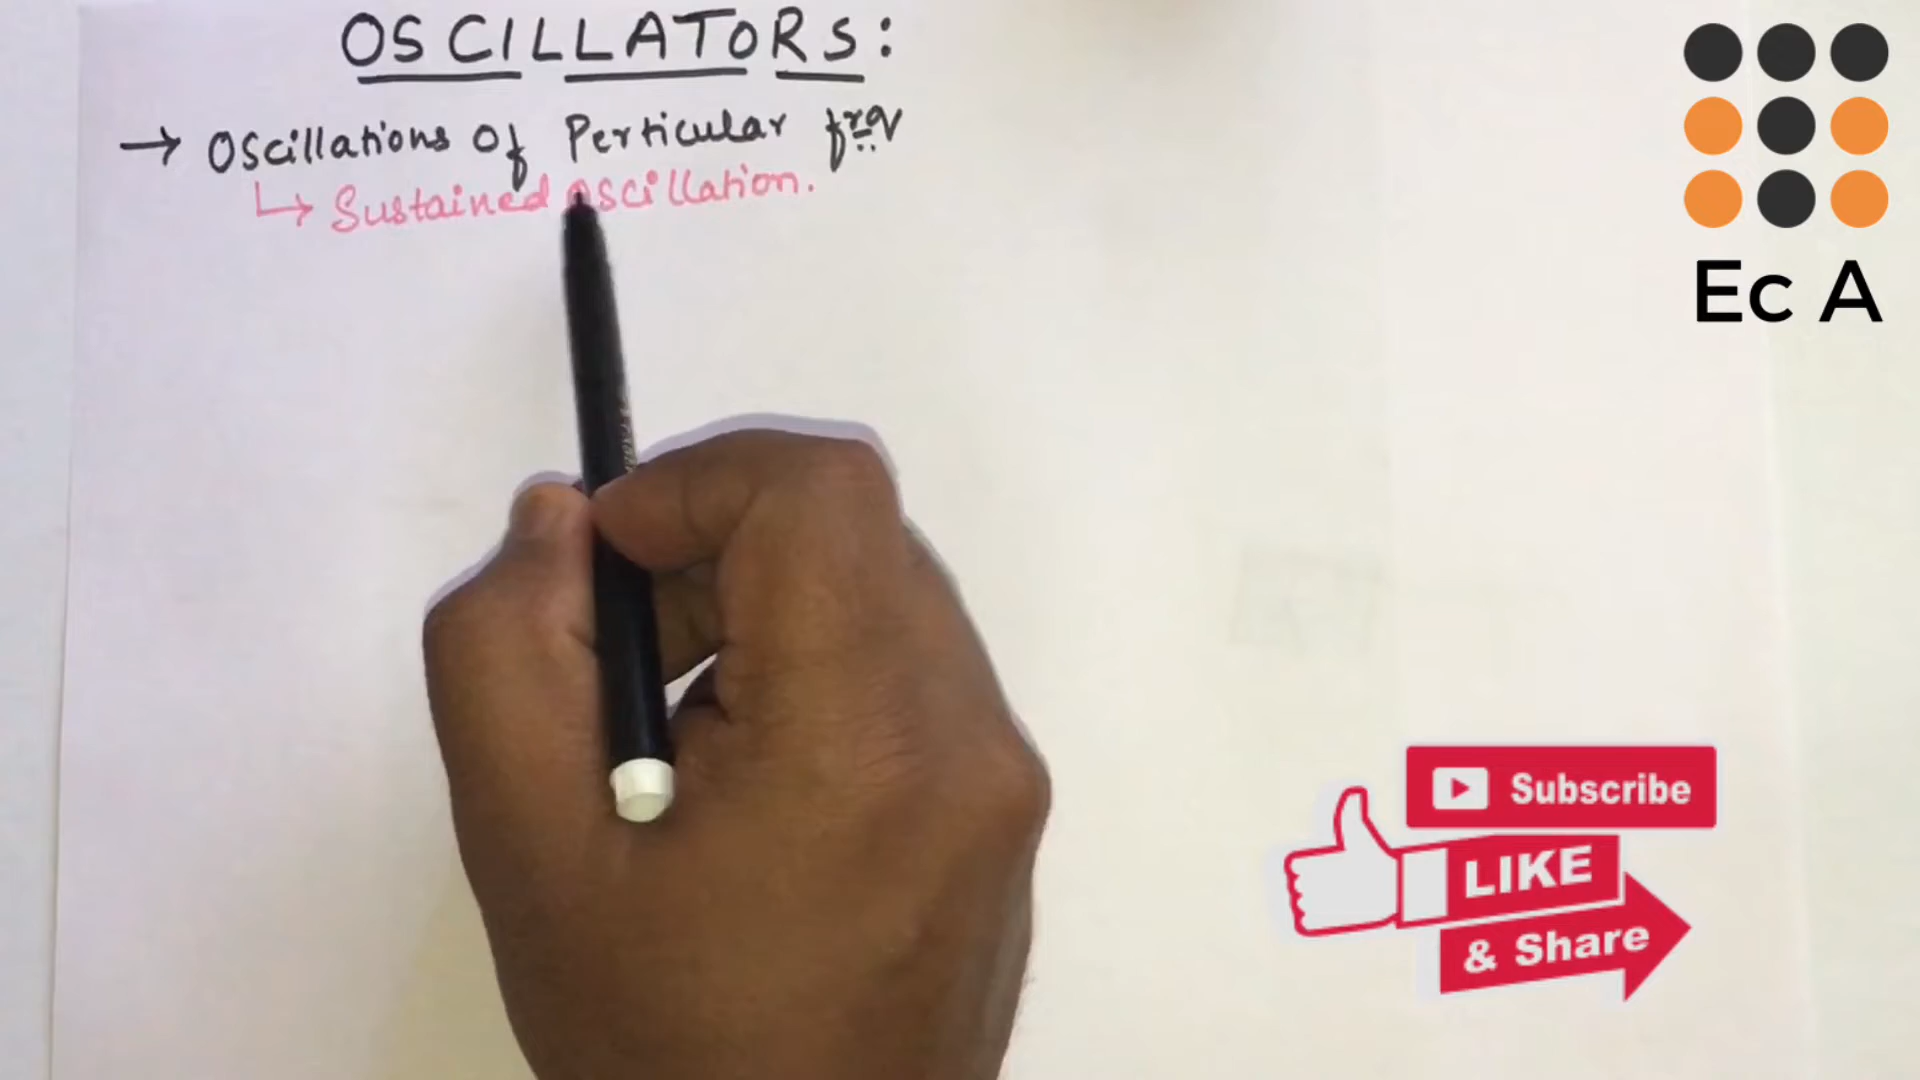 OSCILLATORS:
→ Oscillations of Perticular frq
↳ Sustained oscillation.
Ec A
Subscribe
LIKE
& Share